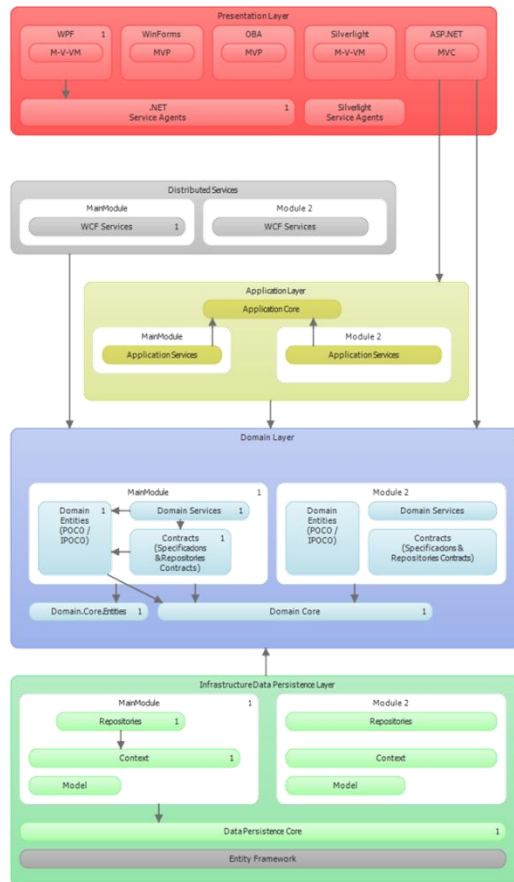 Presentation Layer
WPF 1
M-V-VM
WinForms
MVP
OBA
MVP
Silverlight
M-V-VM
ASP.NET
MVC
.NET 1
Service Agents
Silverlight
Service Agents
Distributed Services
MainModule
WCF Services 1
Module 2
WCF Services
Application Layer
Application Core
MainModule
Application Services
Module 2
Application Services
Domain Layer
MainModule 1
Domain 1
Entities
(POCO /
IPOCO)
Domain Services 1
Contracts 1
(Specificadons
&Repositories
Contracts)
Module 2
Domain
Entities
(POCO /
IPOCO)
Domain Services
Contracts
(Specificadons &
Repositories Contracts)
Domain.Core.Entities 1
Domain Core 1
Infrastructure Data Persistence Layer
MainModule 1
Repositories 1
Context 1
Model
Module 2
Repositories
Context
Model
Data Persistence Core 1
Entity Framework